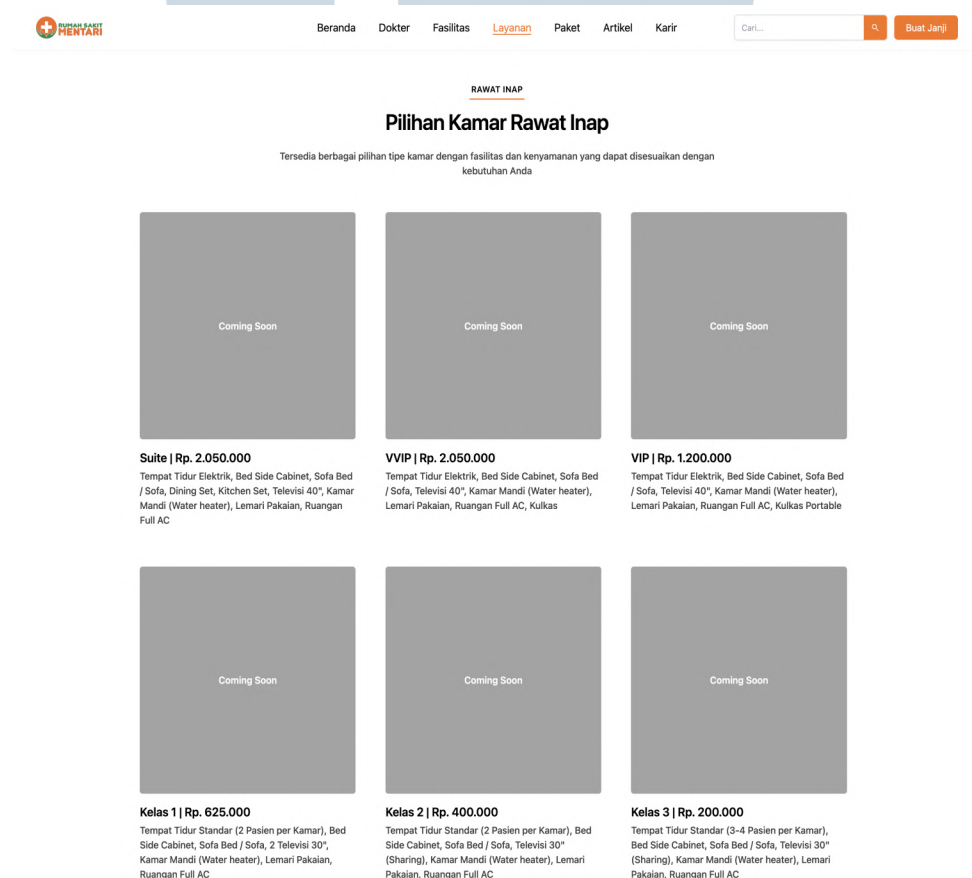 RUMAH SAKIT
MENTARI
Beranda Dokter Fasilitas Layanan Paket Artikel Karir
Cari...
Buat Janji
RAWAT INAP
Pilihan Kamar Rawat Inap
Tersedia berbagai pilihan tipe kamar dengan fasilitas dan kenyamanan yang dapat disesuaikan dengan
kebutuhan Anda
Coming Soon
Suite | Rp. 2.050.000
Tempat Tidur Elektrik, Bed Side Cabinet, Sofa Bed
/ Sofa, Dining Set, Kitchen Set, Televisi 40", Kamar
Mandi (Water heater), Lemari Pakaian, Ruangan
Full AC
Coming Soon
VVIP | Rp. 2.050.000
Tempat Tidur Elektrik, Bed Side Cabinet, Sofa Bed
/ Sofa, Televisi 40", Kamar Mandi (Water heater),
Lemari Pakaian, Ruangan Full AC, Kulkas
Coming Soon
VIP | Rp. 1.200.000
Tempat Tidur Elektrik, Bed Side Cabinet, Sofa Bed
/ Sofa, Televisi 40", Kamar Mandi (Water heater),
Lemari Pakaian, Ruangan Full AC, Kulkas Portable
Coming Soon
Kelas 1 | Rp. 625.000
Tempat Tidur Standar (2 Pasien per Kamar), Bed
Side Cabinet, Sofa Bed / Sofa, 2 Televisi 30",
Kamar Mandi (Water heater), Lemari Pakaian,
Ruangan Full AC
Coming Soon
Kelas 2 | Rp. 400.000
Tempat Tidur Standar (2 Pasien per Kamar), Bed
Side Cabinet, Sofa Bed / Sofa, Televisi 30"
(Sharing), Kamar Mandi (Water heater), Lemari
Pakaian, Ruangan Full AC
Coming Soon
Kelas 3 | Rp. 200.000
Tempat Tidur Standar (3-4 Pasien per Kamar),
Bed Side Cabinet, Sofa Bed / Sofa, Televisi 30"
(Sharing), Kamar Mandi (Water heater), Lemari
Pakaian, Ruangan Full AC